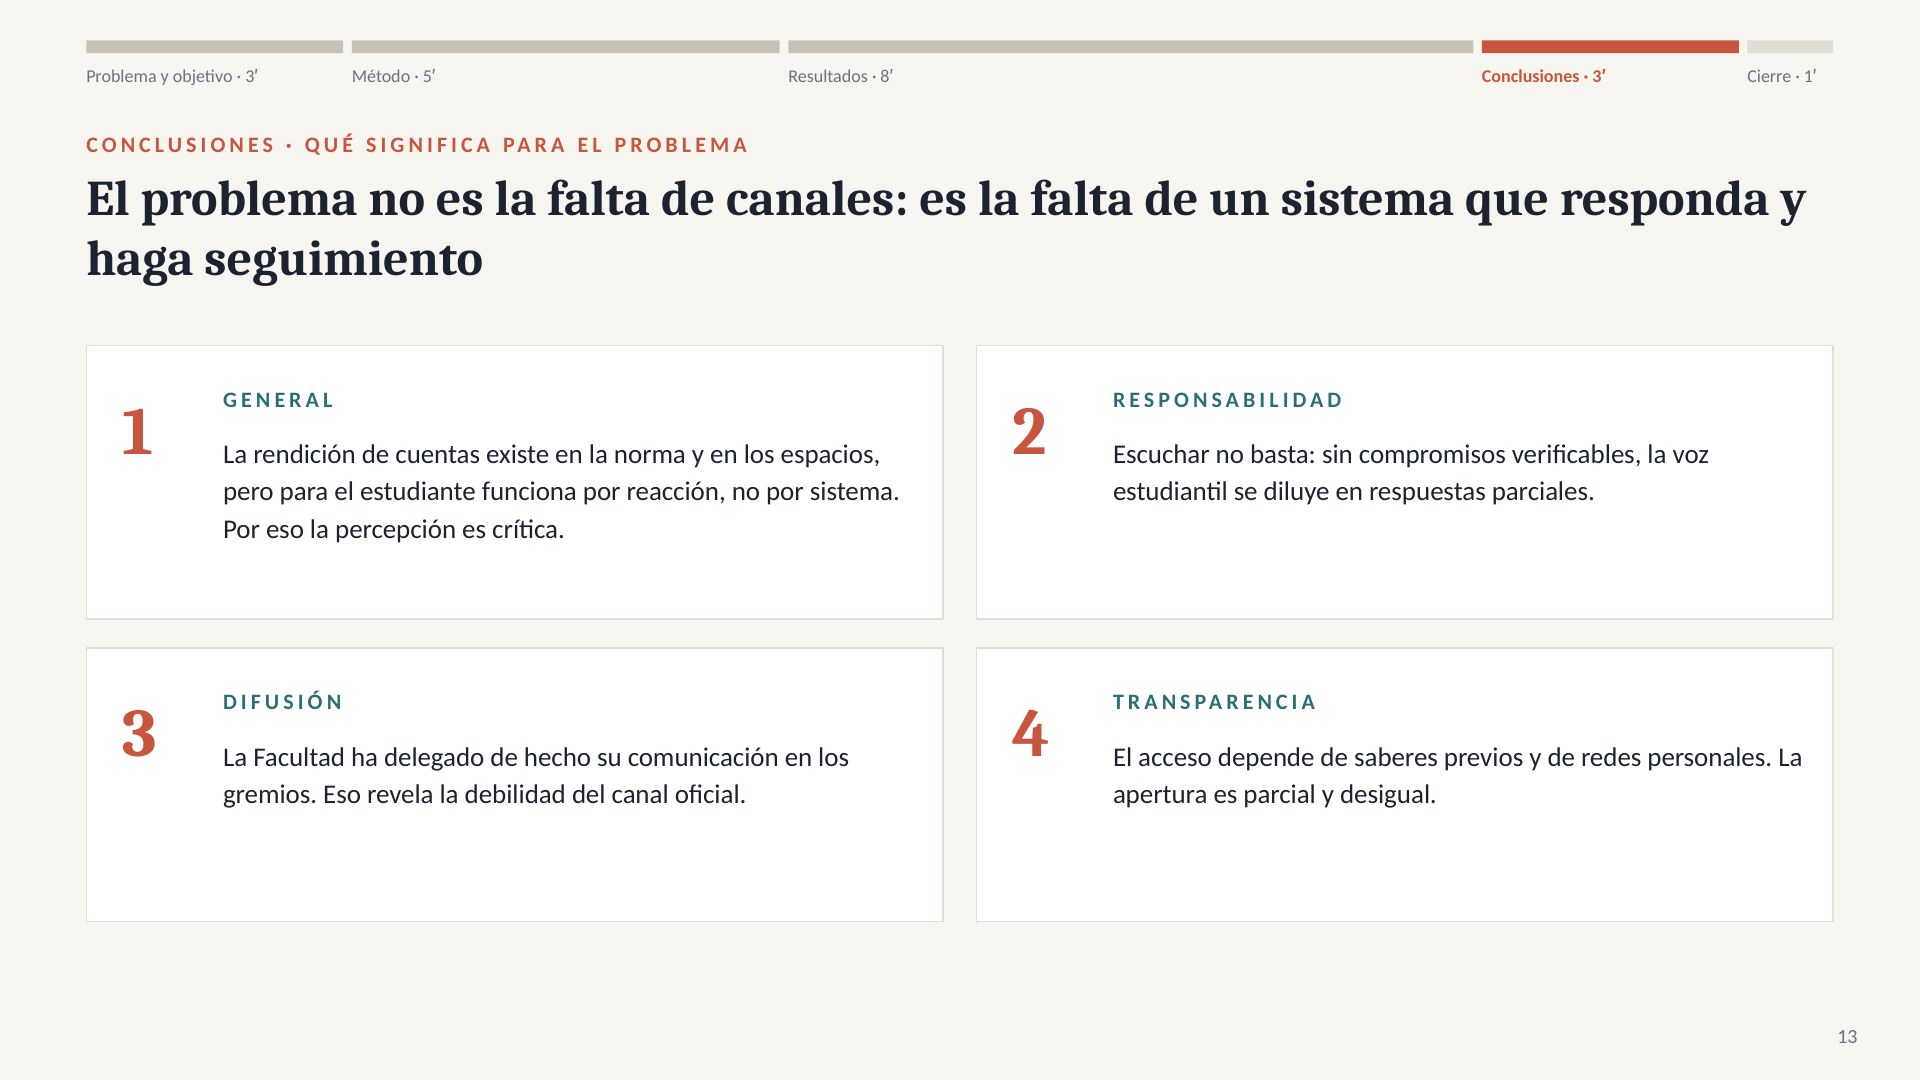 Problema y objetivo · 3′
Método · 5′
Resultados · 8′
Conclusiones · 3′
Cierre · 1′
CONCLUSIONES · QUÉ SIGNIFICA PARA EL PROBLEMA
El problema no es la falta de canales: es la falta de un sistema que responda y
haga seguimiento
1
GENERAL
La rendición de cuentas existe en la norma y en los espacios,
pero para el estudiante funciona por reacción, no por sistema.
Por eso la percepción es crítica.
2
RESPONSABILIDAD
Escuchar no basta: sin compromisos verificables, la voz
estudiantil se diluye en respuestas parciales.
3
DIFUSIÓN
La Facultad ha delegado de hecho su comunicación en los
gremios. Eso revela la debilidad del canal oficial.
4
TRANSPARENCIA
El acceso depende de saberes previos y de redes personales. La
apertura es parcial y desigual.
13